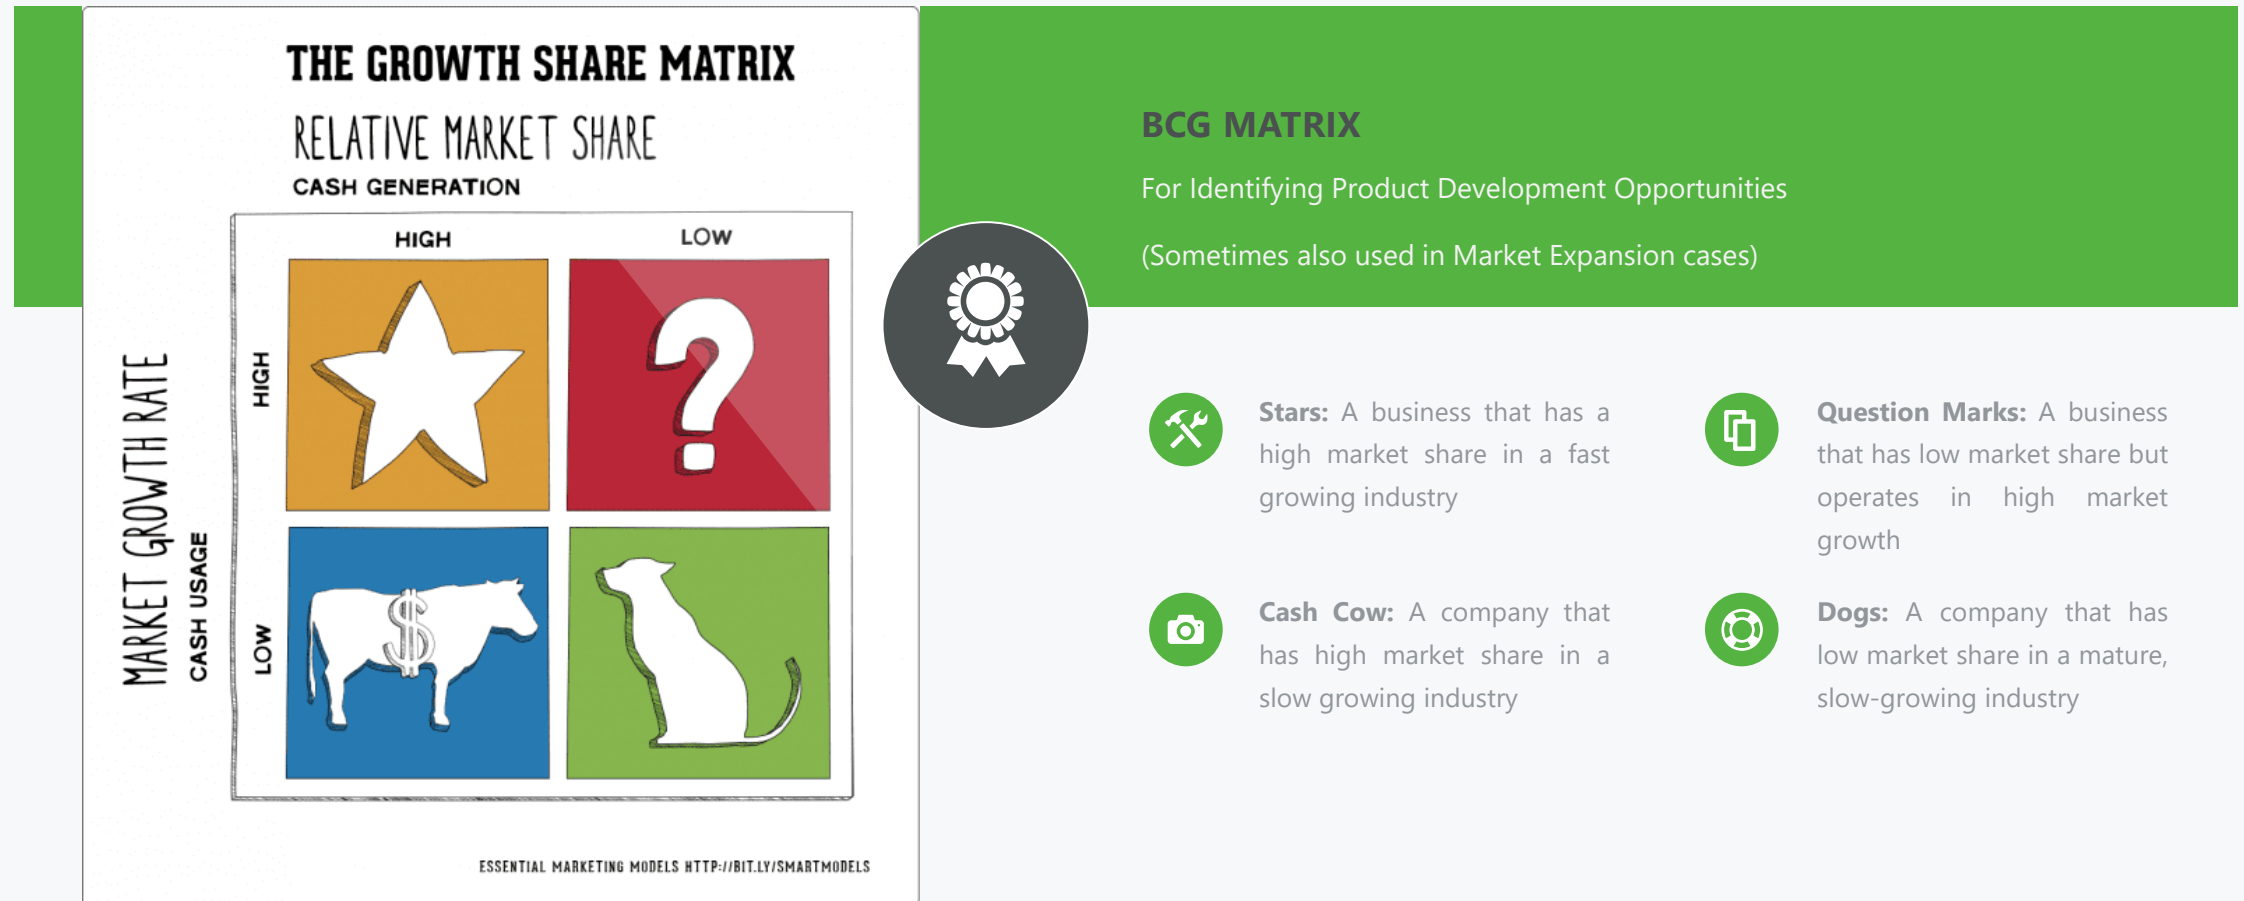 THE GROWTH SHARE MATRIX
RELATIVE MARKET SHARE
CASH GENERATION
HIGH
LOW
MARKET GROWTH RATE
CASH USAGE
HIGH
LOW
$
ESSENTIAL MARKETING MODELS HTTP://BIT.LY/SMARTMODELS
BCG MATRIX
For Identifying Product Development Opportunities
(Sometimes also used in Market Expansion cases)
Stars: A business that has a
high market share in a fast
growing industry
Question Marks: A business
that has low market share but
operates in high market
growth
Cash Cow: A company that
has high market share in a
slow growing industry
Dogs: A company that has
low market share in a mature,
slow-growing industry